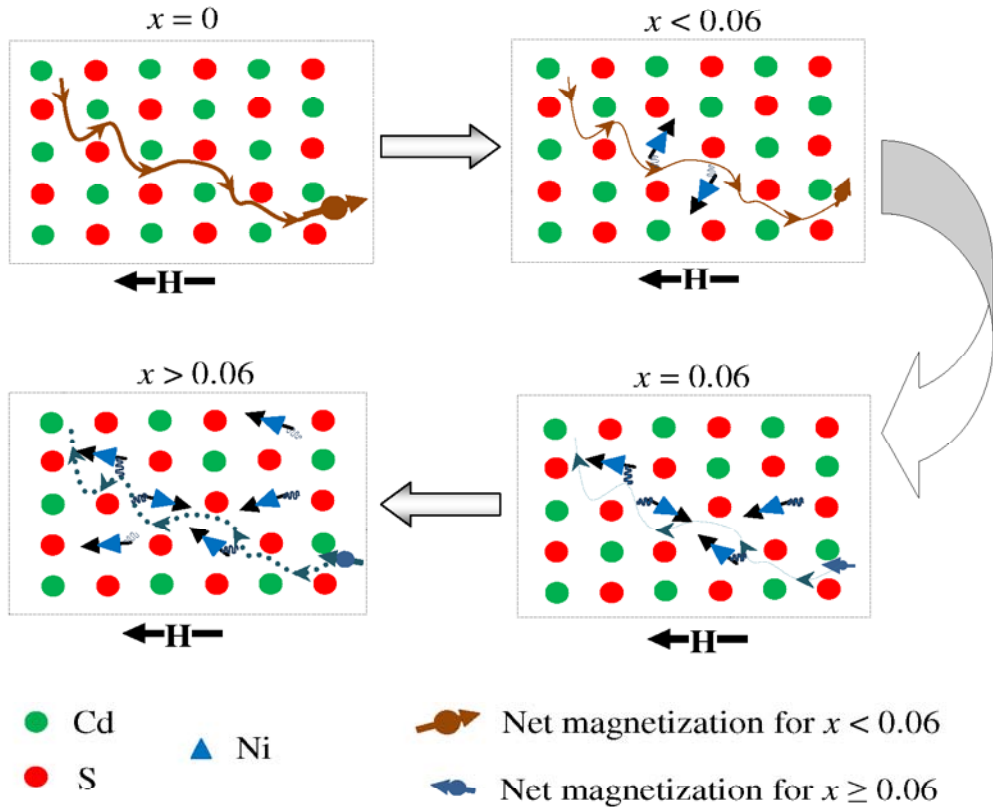 x = 0
x < 0.06
H
H
x > 0.06
x = 0.06
H
H
Cd
S
Ni
Net magnetization for x < 0.06
Net magnetization for x ≥ 0.06